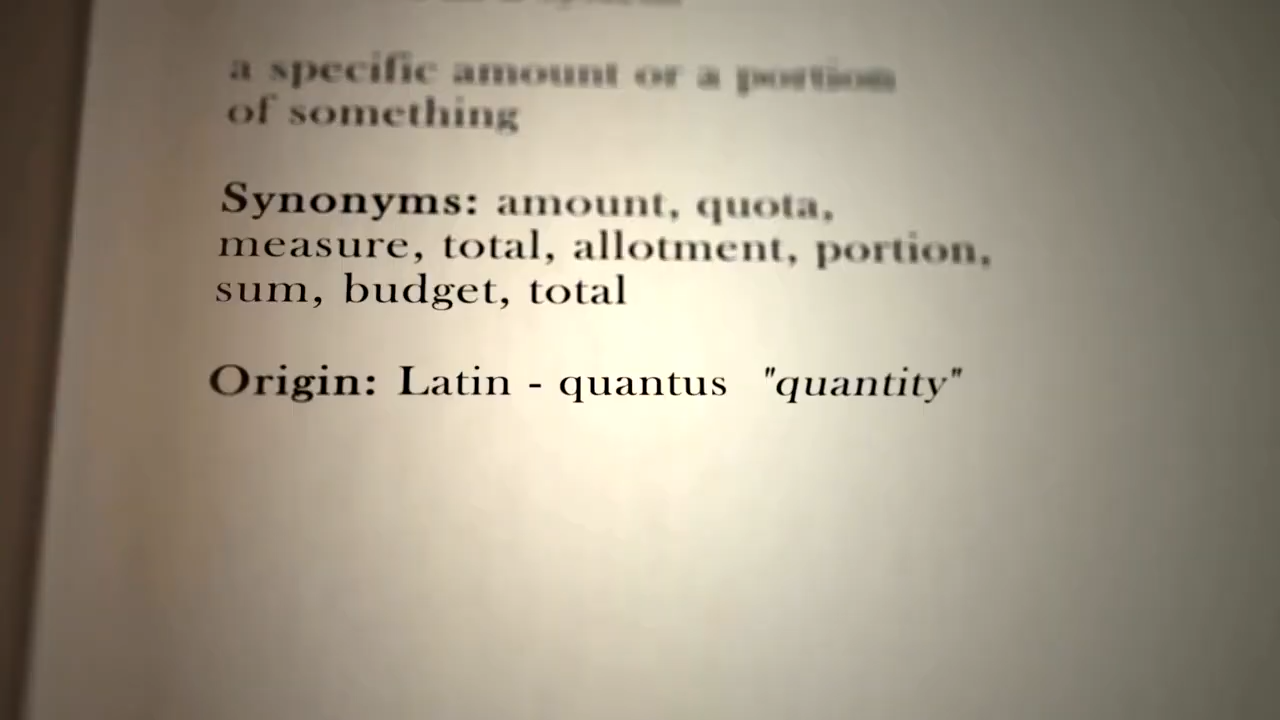 a specific amount or a portion
of something
Synonyms: amount, quota,
measure, total, allotment, portion,
sum, budget, total
Origin: Latin - quantus "quantity"